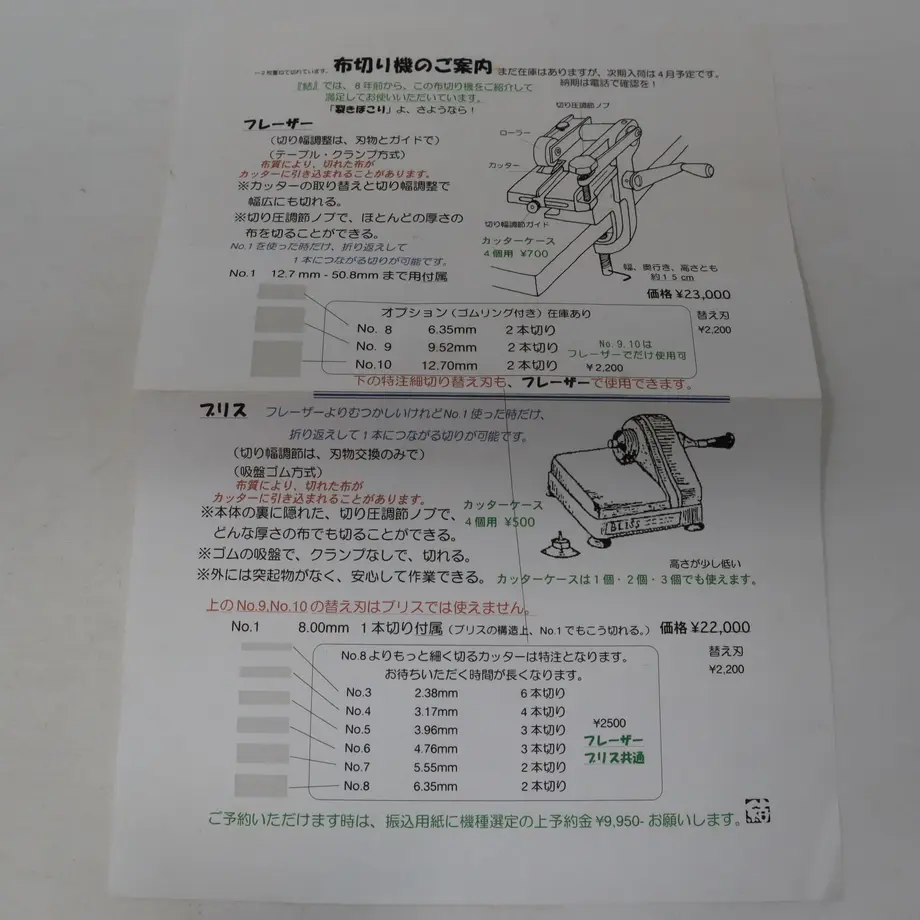 布切り機のご案内 まだ在庫はありますが、次期入荷は4月予定です。
納期は電話で確認を！
『結』では、8年前から、この布切り機をご紹介して
満足してお使いいただいています。
「裂きぼこり」よ、さようなら！
フレーザー
（切り幅調整は、刃物とガイドで）
（テーブル・クランプ方式）
布質により、切れた布が
カッターに引き込まれることがあります。
※カッターの取り替えと切り幅調整で
幅広にも切れる。
※切り圧調節ノブで、ほとんどの厚さの
布を切ることができる。
No.1を使った時だけ、折り返えして
1本につながる切りが可能です。
No.1 12.7mm-50.8mmまで用付属
切り圧調節ノブ
ローラー
カッター
切り幅調節ガイド
カッターケース
4個用 ¥700
幅、奥行き、高さとも
約15cm
価格¥23,000
替え刃
¥2,200
オプション（ゴムリング付き）在庫あり
No. 8 6.35mm 2本切り
No. 9 9.52mm 2本切り
No.10 12.70mm 2本切り
No.9.10は
フレーザーでだけ使用可
¥2,200
下の特注細切り替え刃も、フレーザーで使用できます。
ブリス フレーザーよりむつかしいけれどNo.1使った時だけ、
折り返えして1本につながる切りが可能です。
（切り幅調節は、刃物交換のみで）
（吸盤ゴム方式）
布質により、切れた布が
カッターに引き込まれることがあります。
※本体の裏に隠れた、切り圧調節ノブで、
どんな厚さの布でも切ることができる。
※ゴムの吸盤で、クランプなしで、切れる。
※外には突起物がなく、安心して作業できる。
カッターケース
4個用 ¥500
BLISS
高さが少し低い
カッターケースは1個・2個・3個でも使えます。
上のNo.9,No.10の替え刃はブリスでは使えません。
No.1 8.00mm 1本切り付属（ブリスの構造上、No.1でもこう切れる。） 価格¥22,000
替え刃
¥2,200
No.8よりもっと細く切るカッターは特注となります。
お待ちいただく時間が長くなります。
No.3 2.38mm 6本切り
No.4 3.17mm 4本切り
No.5 3.96mm 3本切り
No.6 4.76mm 3本切り
No.7 5.55mm 2本切り
No.8 6.35mm 2本切り
¥2500
フレーザー
ブリス共通
ご予約いただけます時は、振込用紙に機種選定の上予約金¥9,950-お願いします。